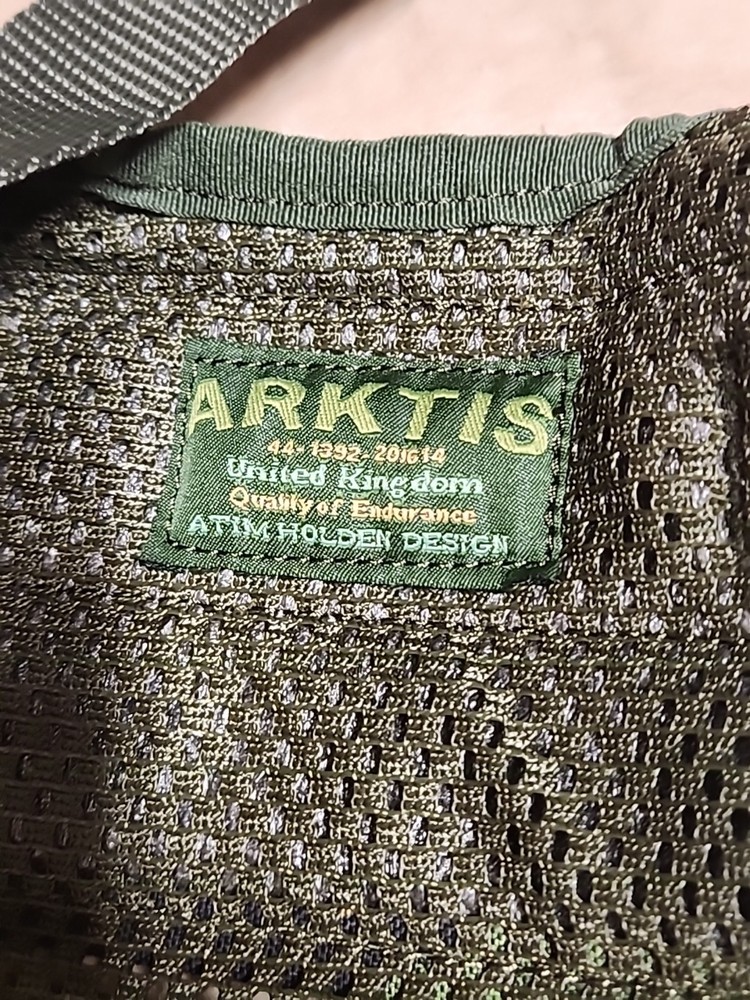 ARKTIS
44-1392-201614
United Kingdom
Quality of Endurance
A TIM HOLDEN DESIGN